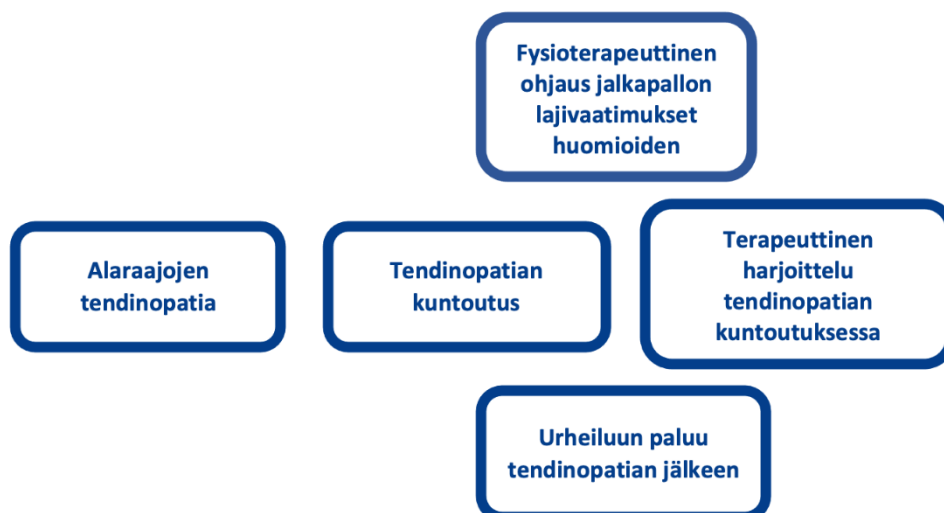 Fysioterapeuttinen
ohjaus jalkapallon
lajivaatimukset
huomioiden
Alaraajojen
tendinopatia
Tendinopatian
kuntoutus
Terapeuttinen
harjoittelu
tendinopatian
kuntoutuksessa
Urheiluun paluu
tendinopatian jälkeen